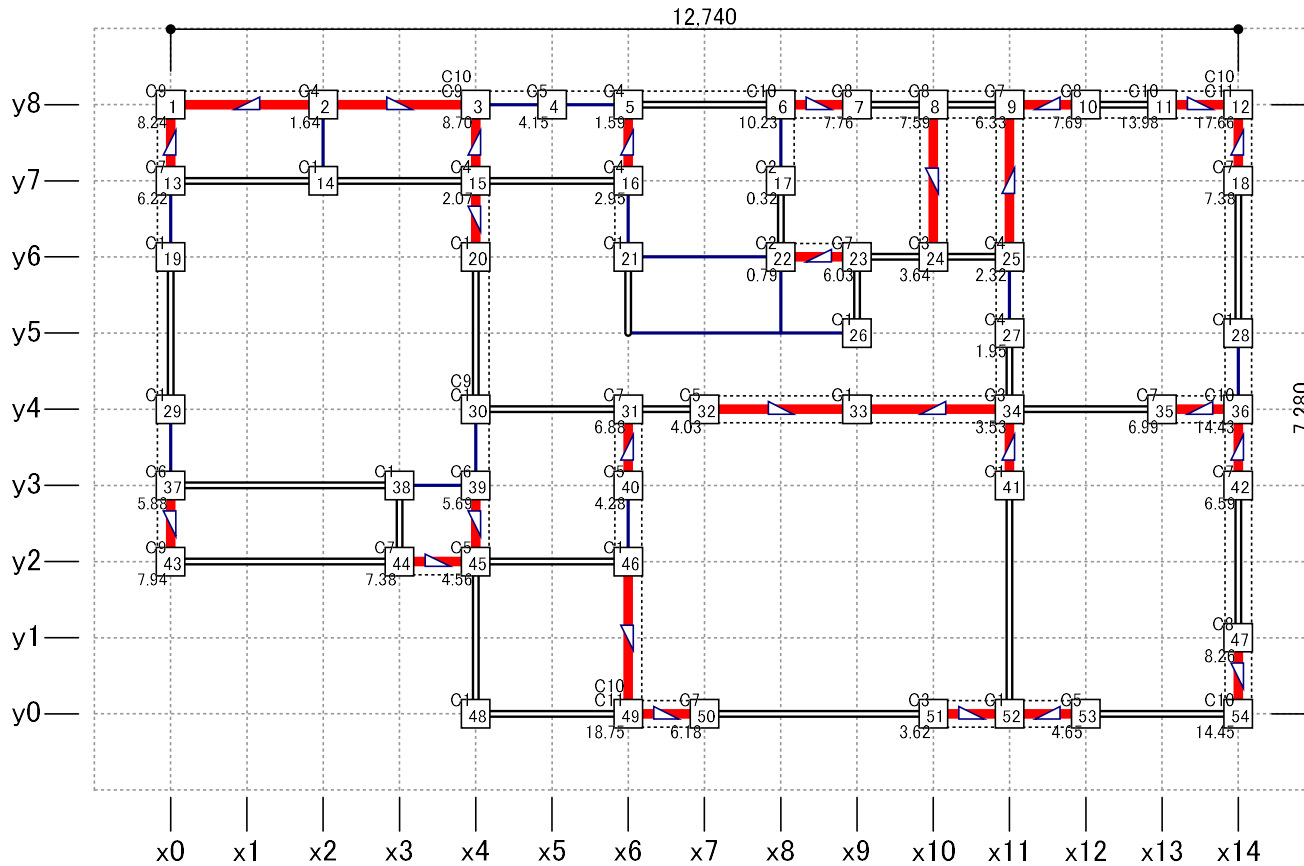 12,740
C10 C10
C9 C4 C9 C5 C4 C10 C8 C8 C7 C8 C10 C11
y8 1 2 3 4 5 6 7 8 9 10 11 12
8.24 1.64 8.70 4.15 1.59 10.23 7.76 7.59 6.33 7.69 13.98 17.66
C7 C1 C4 C4 C2 C7
y7 13 14 15 16 17 18
6.22 2.07 2.95 0.32 7.38
C1 C1 C1 C2 C7 C3 C4
y6 19 20 21 22 23 24 25
0.79 6.03 3.64 2.32
C1 C4 C1
y5 26 27 28
1.95
C9
C1 C1 C7 C5 C1 C3 C7 C10
y4 29 30 31 32 33 34 35 36
6.88 4.03 3.53 6.99 14.43
7,280
C6 C1 C6 C5 C1 C7
y3 37 38 39 40 41 42
5.88 5.69 4.28 6.59
C9 C7 C5 C1
y2 43 44 45 46
7.94 7.38 4.56
C8
y1 47
8.26
C10
C1 C11 C7 C3 C1 C5 C10
y0 48 49 50 51 52 53 54
18.75 6.18 3.62 4.65 14.45
x0 x1 x2 x3 x4 x5 x6 x7 x8 x9 x10 x11 x12 x13 x14